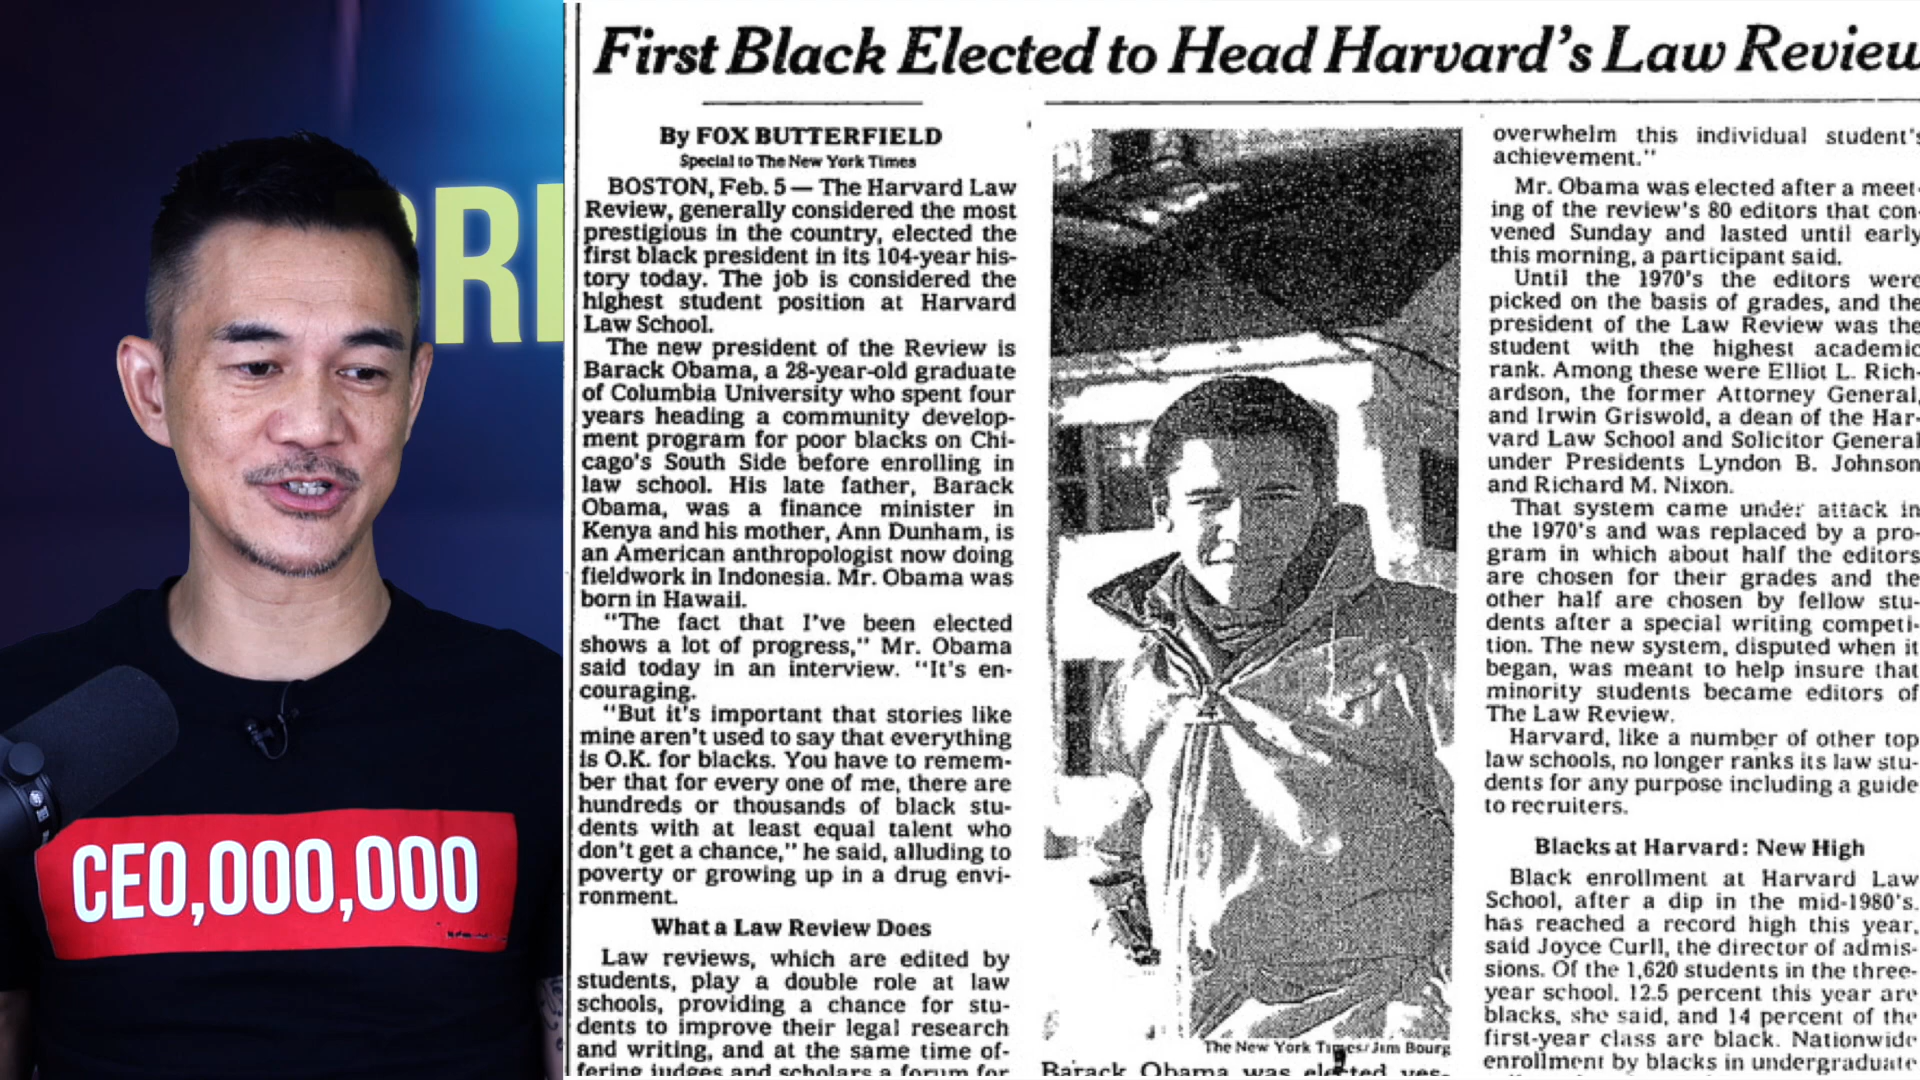 RRI
CEO,000,000
First Black Elected to Head Harvard's Law Review
By FOX BUTTERFIELD
Special to The New York Times
BOSTON, Feb. 5 — The Harvard Law
Review, generally considered the most
prestigious in the country, elected the
first black president in its 104-year his-
tory today. The job is considered the
highest student position at Harvard
Law School.
The new president of the Review is
Barack Obama, a 28-year-old graduate
of Columbia University who spent four
years heading a community develop-
ment program for poor blacks on Chi-
cago's South Side before enrolling in
law school. His late father, Barack
Obama, was a finance minister in
Kenya and his mother, Ann Dunham, is
an American anthropologist now doing
fieldwork in Indonesia. Mr. Obama was
born in Hawaii.
"The fact that I've been elected
shows a lot of progress," Mr. Obama
said today in an interview. "It's en-
couraging.
"But it's important that stories like
mine aren't used to say that everything
is O.K. for blacks. You have to remem-
ber that for every one of me, there are
hundreds or thousands of black stu-
dents with at least equal talent who
don't get a chance," he said, alluding to
poverty or growing up in a drug envi-
ronment.
What a Law Review Does
Law reviews, which are edited by
students, play a double role at law
schools, providing a chance for stu-
dents to improve their legal research
and writing, and at the same time of-
fering judges and scholars a forum for
The New York Times/Jim Bourg
Barack Obama was elected yes-
overwhelm this individual student's
achievement."
Mr. Obama was elected after a meet-
ing of the review's 80 editors that con-
vened Sunday and lasted until early
this morning, a participant said.
Until the 1970's the editors were
picked on the basis of grades, and the
president of the Law Review was the
student with the highest academic
rank. Among these were Elliot L. Rich-
ardson, the former Attorney General,
and Irwin Griswold, a dean of the Har-
vard Law School and Solicitor General
under Presidents Lyndon B. Johnson
and Richard M. Nixon.
That system came under attack in
the 1970's and was replaced by a pro-
gram in which about half the editors
are chosen for their grades and the
other half are chosen by fellow stu-
dents after a special writing competi-
tion. The new system, disputed when it
began, was meant to help insure that
minority students became editors of
The Law Review.
Harvard, like a number of other top
law schools, no longer ranks its law stu-
dents for any purpose including a guide
to recruiters.
Blacks at Harvard: New High
Black enrollment at Harvard Law
School, after a dip in the mid-1980's,
has reached a record high this year,
said Joyce Curll, the director of admis-
sions. Of the 1,620 students in the three-
year school, 12.5 percent this year are
blacks, she said, and 14 percent of the
first-year class are black. Nationwide
enrollment by blacks in undergraduate